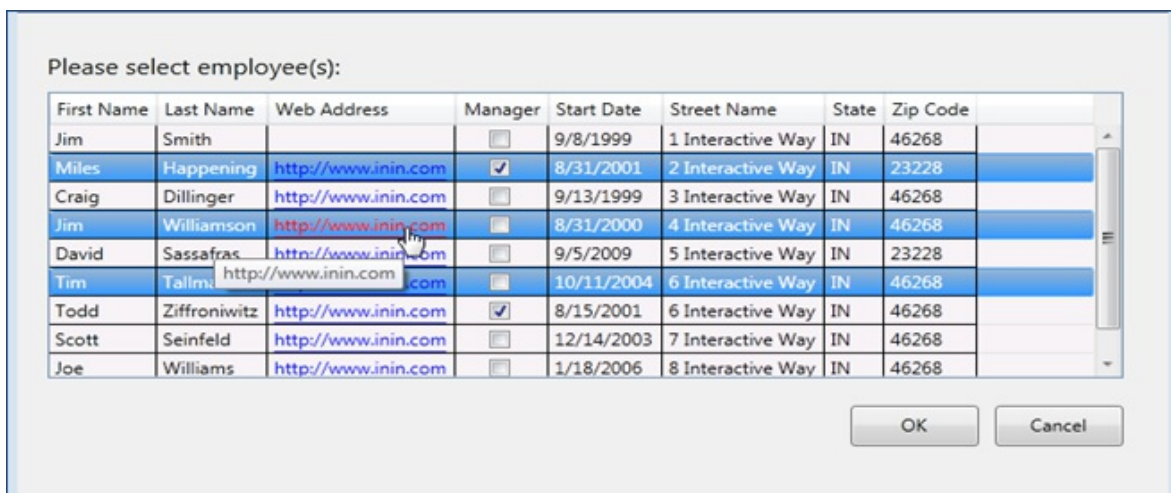 Please select employee(s):
First Name Last Name Web Address Manager Start Date Street Name State Zip Code
Jim Smith 9/8/1999 1 Interactive Way IN 46268
Miles Happening http://www.inin.com 8/31/2001 2 Interactive Way IN 23228
Craig Dillinger http://www.inin.com 9/13/1999 3 Interactive Way IN 46268
Jim Williamson http://www.inin.com 8/31/2000 4 Interactive Way IN 46268
David Sassafras http://www.inin.com 9/5/2009 5 Interactive Way IN 23228
http://www.inin.com
Tim .com 10/11/2004 6 Interactive Way IN 46268
Todd Ziffroniwitz http://www.inin.com 8/15/2001 6 Interactive Way IN 46268
Scott Seinfeld http://www.inin.com 12/14/2003 7 Interactive Way IN 46268
Joe Williams http://www.inin.com 1/18/2006 8 Interactive Way IN 46268
OK Cancel